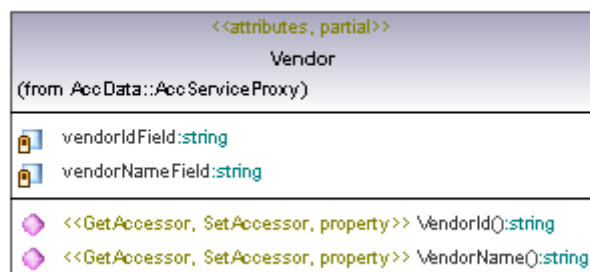 <<attributes, partial>>
Vendor
(from AccData::AccServiceProxy)
vendorIdField:string
vendorNameField:string
<<GetAccessor, SetAccessor, property>> VendorId():string
<<GetAccessor, SetAccessor, property>> VendorName():string